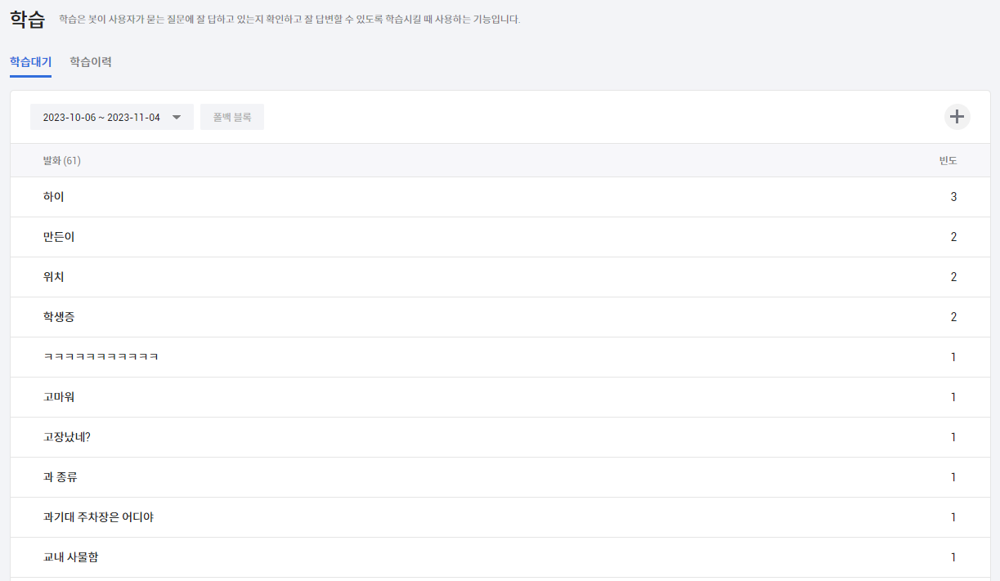 학습 학습은 봇이 사용자가 묻는 질문에 잘 답하고 있는지 확인하고 잘 답변할 수 있도록 학습시킬 때 사용하는 기능입니다.
학습대기 학습이력
2023-10-06 ~ 2023-11-04 폴백 블록
발화 (61) 빈도
하이 3
만든이 2
위치 2
학생증 2
ㅋㅋㅋㅋㅋㅋㅋㅋㅋㅋㅋ 1
고마워 1
고장났네? 1
과 종류 1
과기대 주차장은 어디야 1
교내 사물함 1